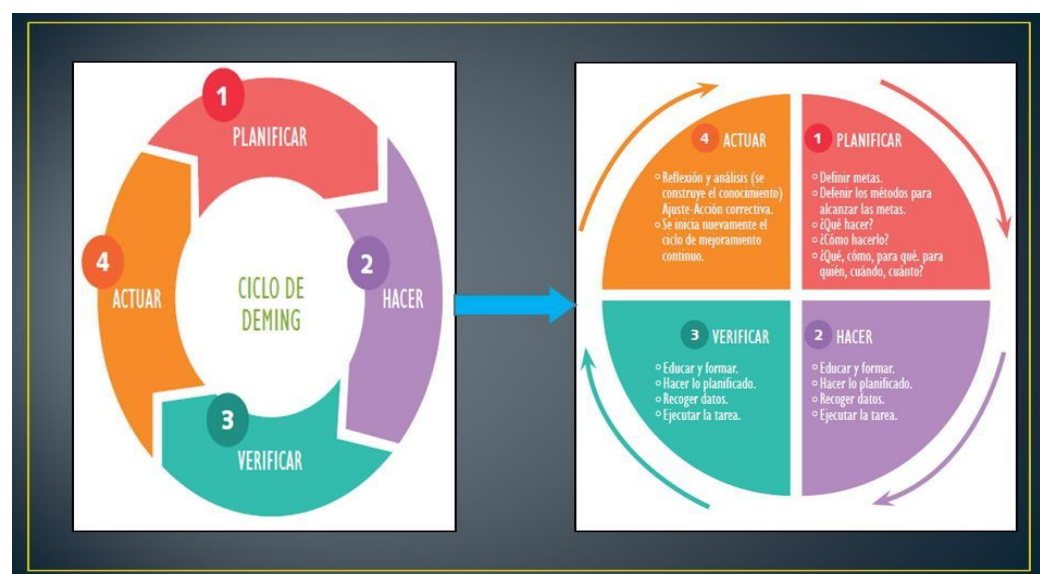 1
PLANIFICAR
2
HACER
3
VERIFICAR
4
ACTUAR
CICLO DE
DEMING
4 ACTUAR
Reflexión y análisis (se
construye el conocimiento)
Ajuste-Acción correctiva.
Se inicia nuevamente el
ciclo de mejoramiento
continuo.
1 PLANIFICAR
Definir metas.
Defenir los métodos para
alcanzar las metas.
¿Qué hacer?
¿Cómo hacerlo?
¿Qué, cómo, para qué. para
quién, cuándo, cuánto?
3 VERIFICAR
Educar y formar.
Hacer lo planificado.
Recoger datos.
Ejecutar la tarea.
2 HACER
Educar y formar.
Hacer lo planificado.
Recoger datos.
Ejecutar la tarea.